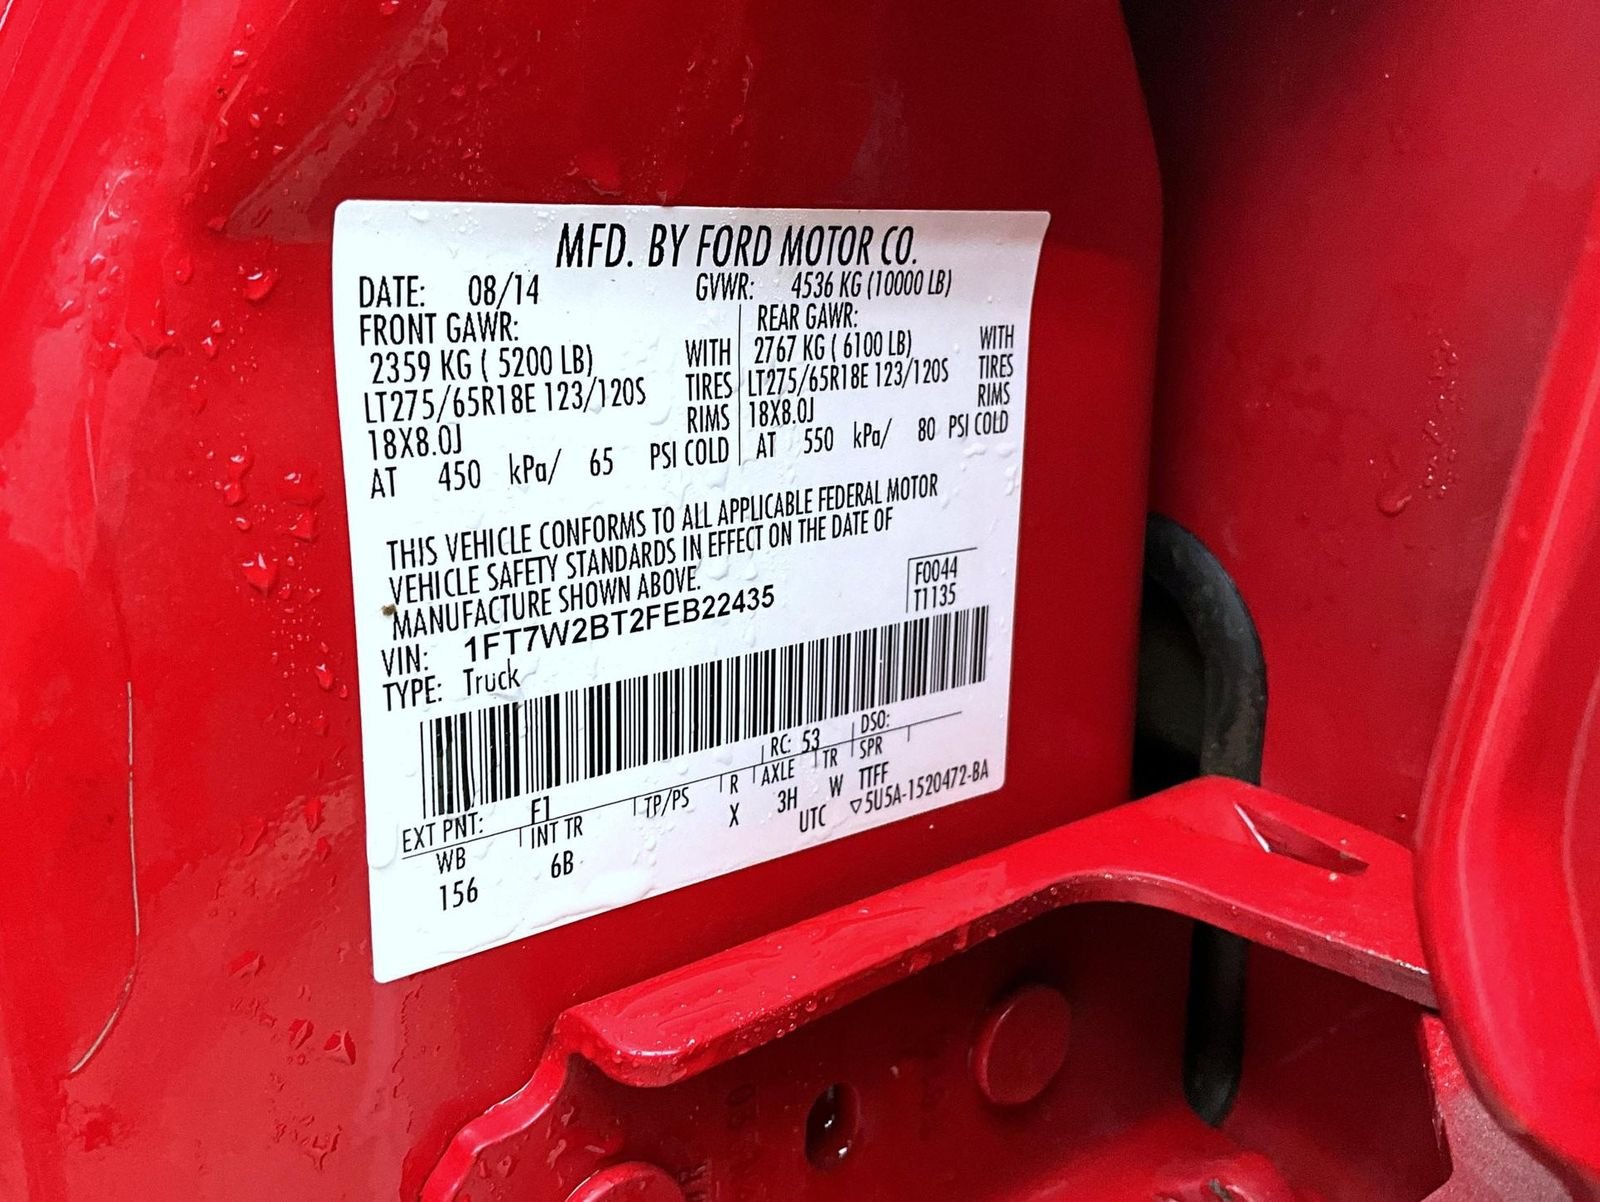 MFD. BY FORD MOTOR CO.
DATE: 08/14 GVWR: 4536 KG (10000 LB)
FRONT GAWR: REAR GAWR:
2359 KG ( 5200 LB) WITH 2767 KG ( 6100 LB) WITH
LT275/65R18E 123/120S TIRES LT275/65R18E 123/120S TIRES
18X8.0J RIMS 18X8.0J RIMS
AT 450 kPa/ 65 PSI COLD AT 550 kPa/ 80 PSI COLD
THIS VEHICLE CONFORMS TO ALL APPLICABLE FEDERAL MOTOR
VEHICLE SAFETY STANDARDS IN EFFECT ON THE DATE OF
MANUFACTURE SHOWN ABOVE.
VIN: 1FT7W2BT2FEB22435 F0044
TYPE: Truck T1135
EXT PNT: F1 RC: 53 DSO:
WB INT TR TP/PS R AXLE TR SPR
156 6B X 3H W TTFF
UTC ▽5U5A-1520472-BA